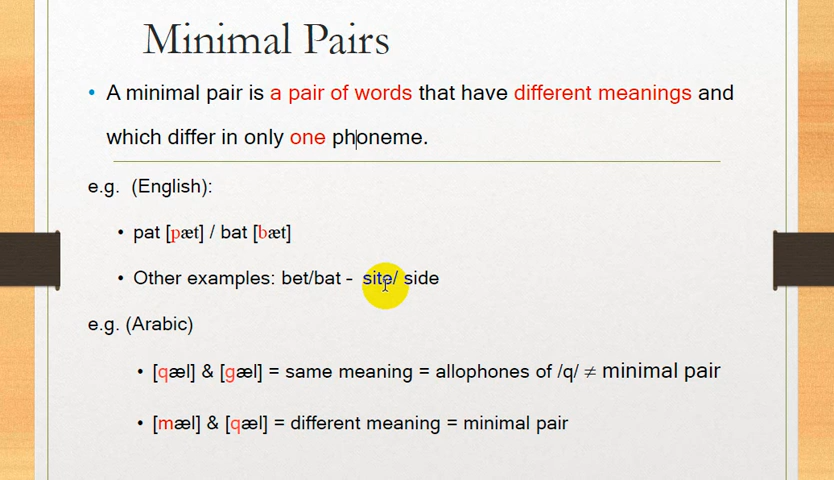 Minimal Pairs
• A minimal pair is a pair of words that have different meanings and
which differ in only one phoneme.
e.g. (English):
• pat [pæt] / bat [bæt]
• Other examples: bet/bat - site/ side
e.g. (Arabic)
• [qæl] & [gæl] = same meaning = allophones of /q/ ≠ minimal pair
• [mæl] & [qæl] = different meaning = minimal pair